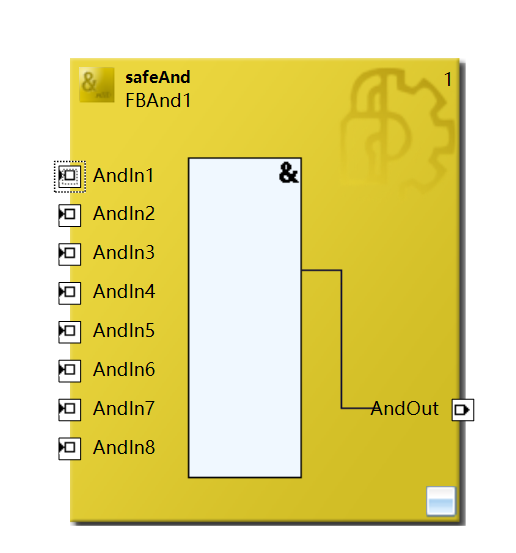 safeAnd
FBAnd1
1
&
&
AndIn1
AndIn2
AndIn3
AndIn4
AndIn5
AndIn6
AndIn7
AndOut
AndIn8